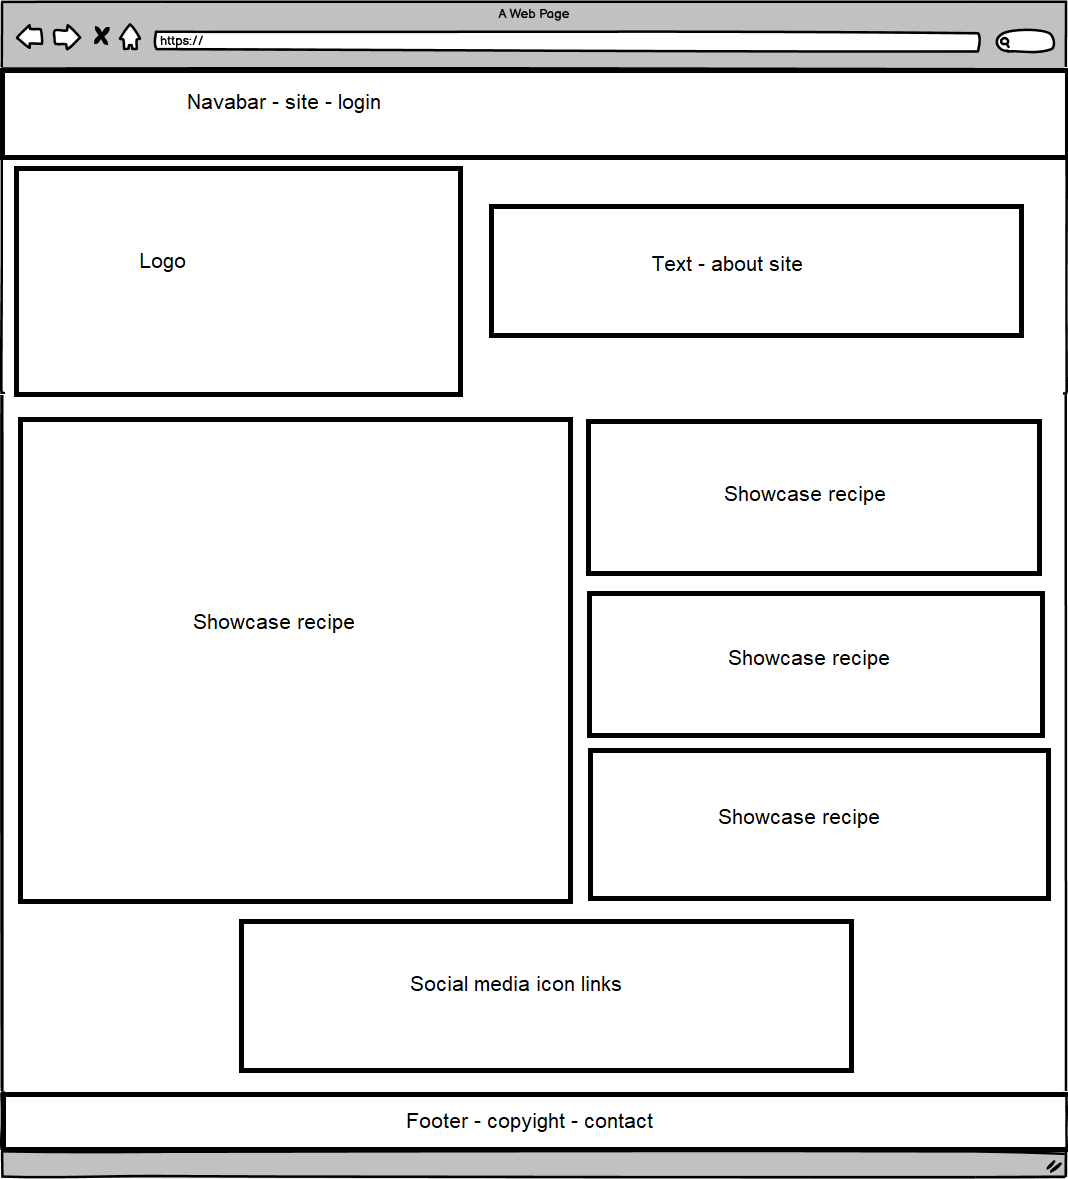 A Web Page
https://
Navabar - site - login
Logo
Text - about site
Showcase recipe
Showcase recipe
Showcase recipe
Showcase recipe
Social media icon links
Footer - copyight - contact